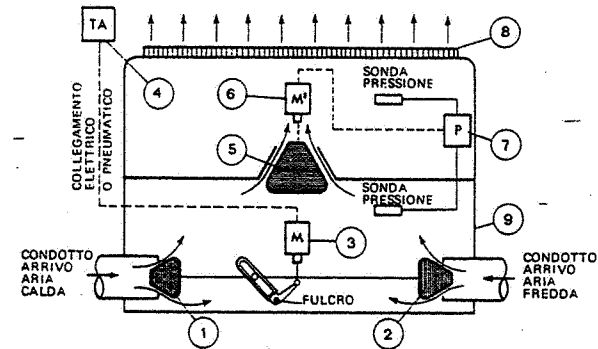 TA
8
4
COLLEGAMENTO
ELETTRICO
O PNEUMATICO
6
M²
SONDA
PRESSIONE
P
7
5
SONDA
PRESSIONE
M
3
9
CONDOTTO
ARRIVO
ARIA
CALDA
FULCRO
CONDOTTO
ARRIVO
ARIA
FREDDA
1
2